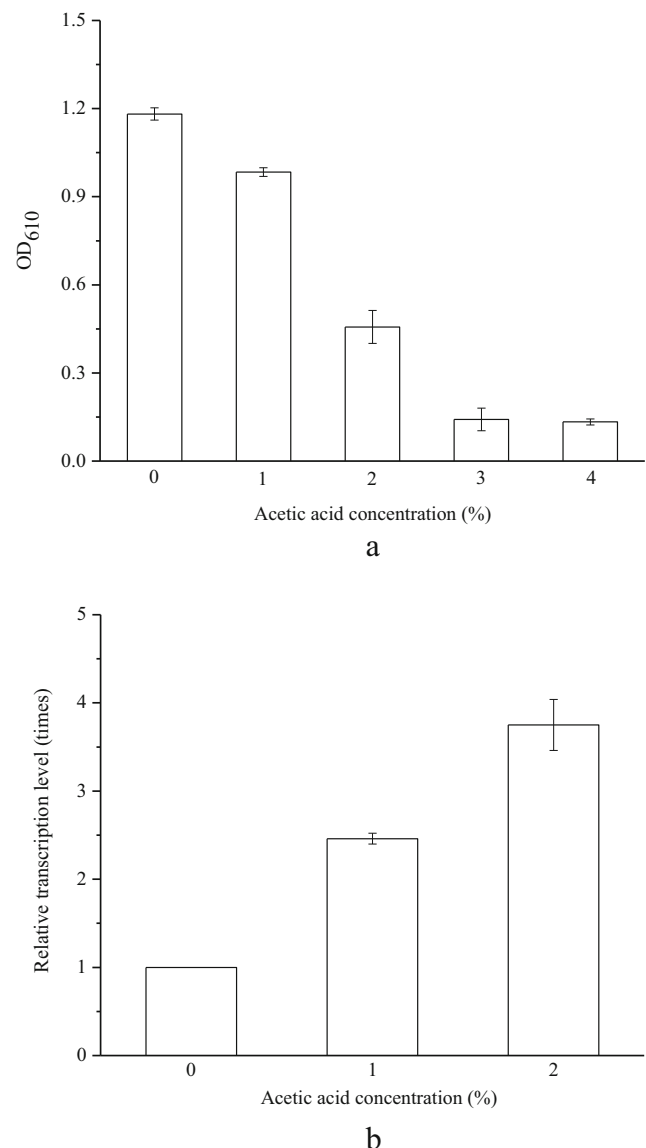 1.5
1.2
0.9
0.6
0.3
0.0
OD610
0 1 2 3 4
Acetic acid concentration (%)
a
5
4
3
2
1
0
Relative transcription level (times)
0 1 2
Acetic acid concentration (%)
b